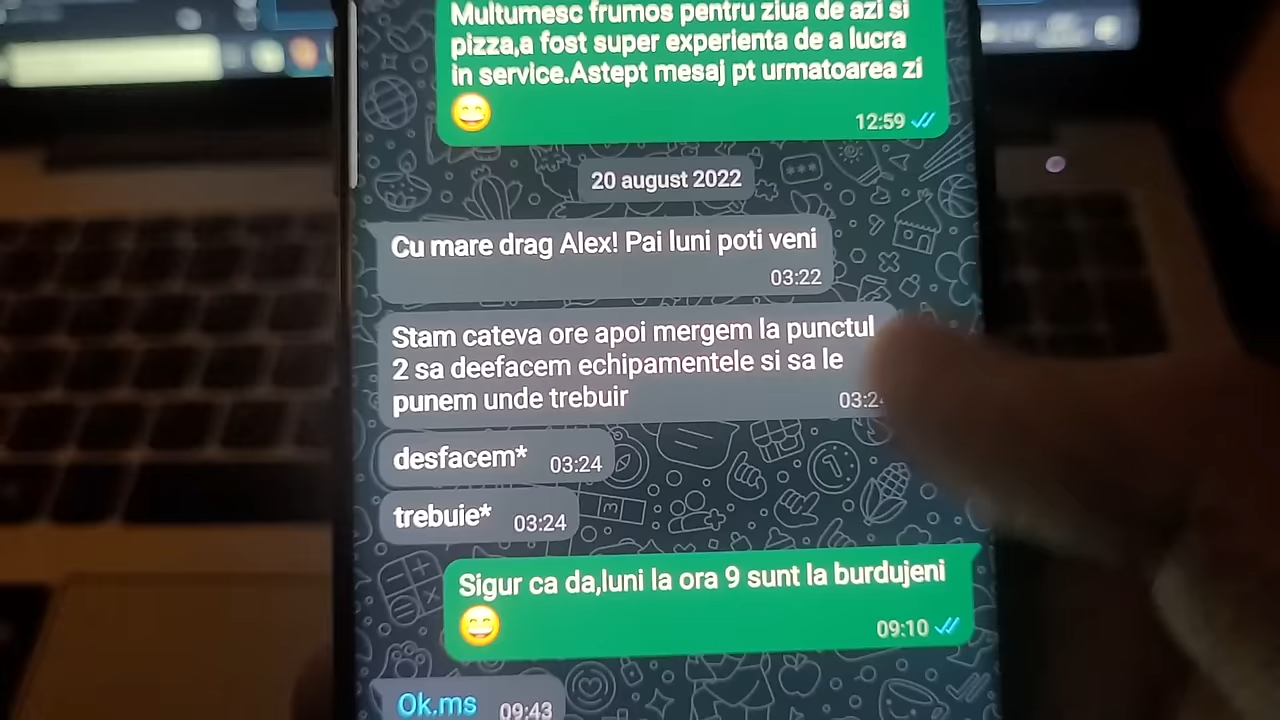 Multumesc frumos pentru ziua de azi si
pizza,a fost super experienta de a lucra
in service.Astept mesaj pt urmatoarea zi
12:59
20 august 2022
Cu mare drag Alex! Pai luni poti veni
03:22
Stam cateva ore apoi mergem la punctul
2 sa deefacem echipamentele si sa le
punem unde trebuir
desfacem* 03:24
trebuie* 03:24
Sigur ca da,luni la ora 9 sunt la burdujeni
09:10
Ok.ms 09:43